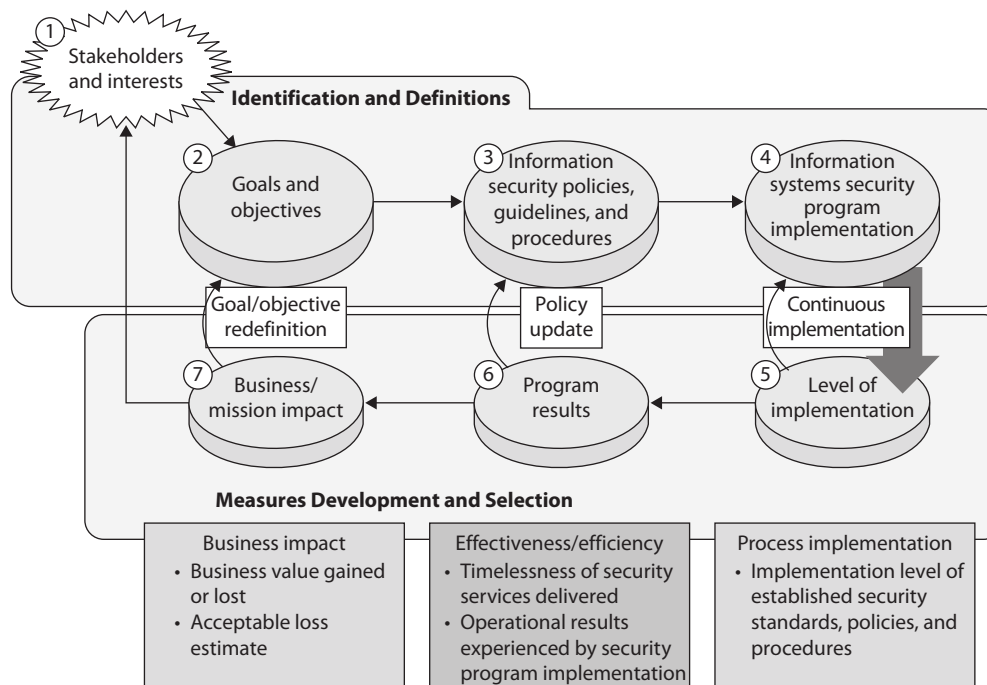 1
Stakeholders
and interests
Identification and Definitions
2
Goals and
objectives
3
Information
security policies,
guidelines, and
procedures
4
Information
systems security
program
implementation
Goal/objective
redefinition
Policy
update
Continuous
implementation
7
Business/
mission impact
6
Program
results
5
Level of
implementation
Measures Development and Selection
Business impact
• Business value gained
or lost
• Acceptable loss
estimate
Effectiveness/efficiency
• Timelessness of security
services delivered
• Operational results
experienced by security
program implementation
Process implementation
• Implementation level of
established security
standards, policies, and
procedures